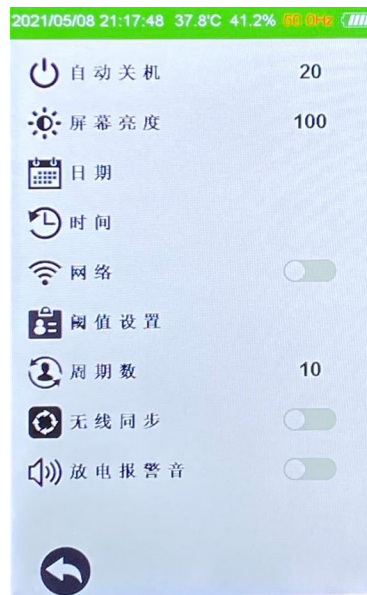 2021/05/08 21:17:48 37.8℃ 41.2% 50.0Hz
自动关机 20
屏幕亮度 100
日期
时间
网络
阈值设置
周期数 10
无线同步
放电报警音